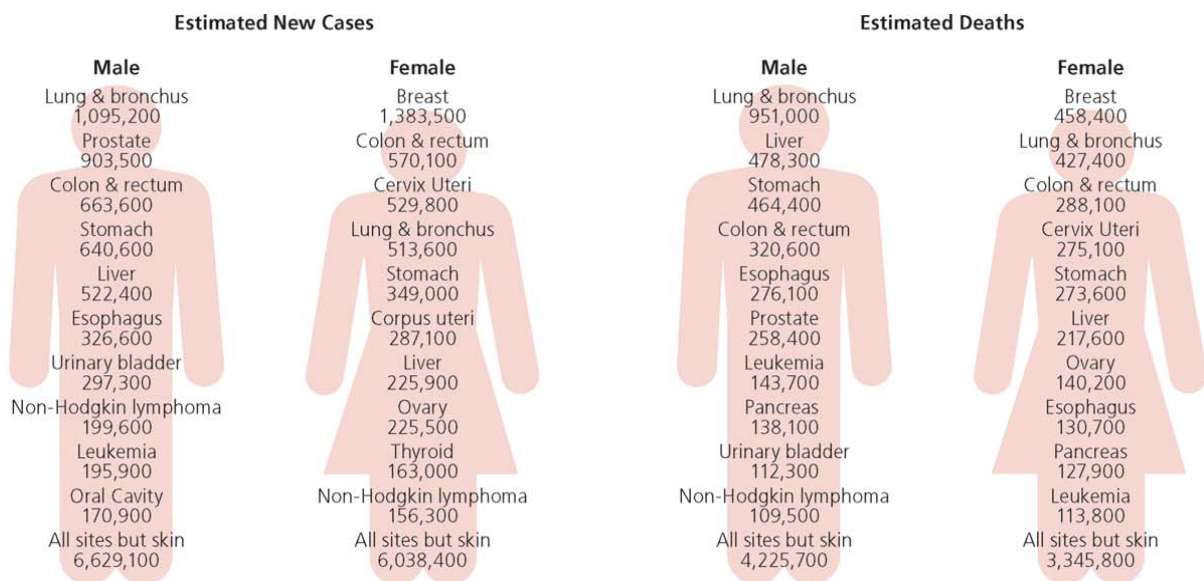 Estimated New Cases
Male
Lung & bronchus
1,095,200
Prostate
903,500
Colon & rectum
663,600
Stomach
640,600
Liver
522,400
Esophagus
326,600
Urinary bladder
297,300
Non-Hodgkin lymphoma
199,600
Leukemia
195,900
Oral Cavity
170,900
All sites but skin
6,629,100
Female
Breast
1,383,500
Colon & rectum
570,100
Cervix Uteri
529,800
Lung & bronchus
513,600
Stomach
349,000
Corpus uteri
287,100
Liver
225,900
Ovary
225,500
Thyroid
163,000
Non-Hodgkin lymphoma
156,300
All sites but skin
6,038,400
Estimated Deaths
Male
Lung & bronchus
951,000
Liver
478,300
Stomach
464,400
Colon & rectum
320,600
Esophagus
276,100
Prostate
258,400
Leukemia
143,700
Pancreas
138,100
Urinary bladder
112,300
Non-Hodgkin lymphoma
109,500
All sites but skin
4,225,700
Female
Breast
458,400
Lung & bronchus
427,400
Colon & rectum
288,100
Cervix Uteri
275,100
Stomach
273,600
Liver
217,600
Ovary
140,200
Esophagus
130,700
Pancreas
127,900
Leukemia
113,800
All sites but skin
3,345,800